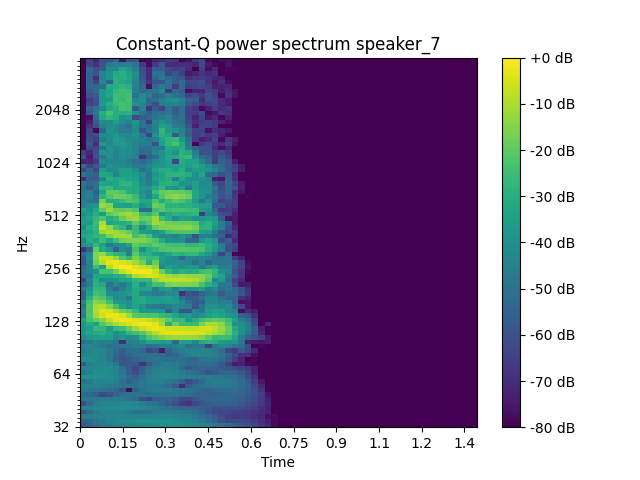 Constant-Q power spectrum speaker_7
+0 dB
-10 dB
-20 dB
-30 dB
-40 dB
-50 dB
-60 dB
-70 dB
-80 dB
Hz
2048
1024
512
256
128
64
32
0 0.15 0.3 0.45 0.6 0.75 0.9 1.1 1.2 1.4
Time